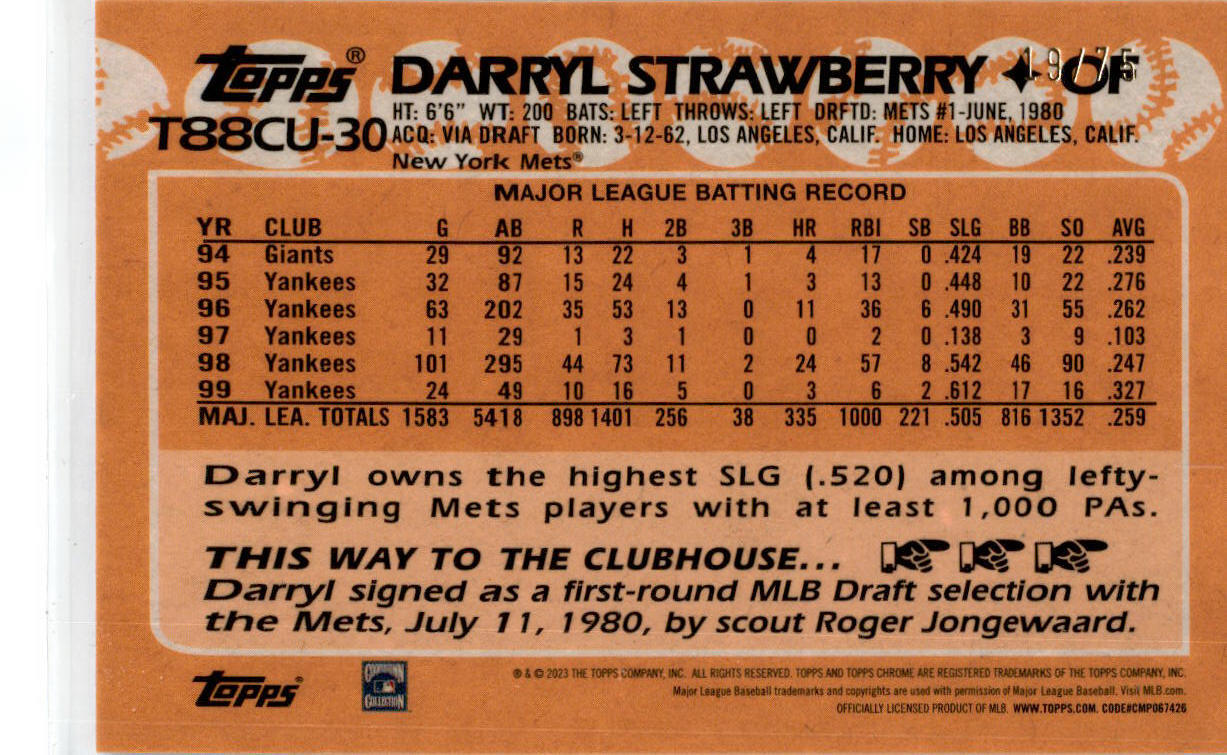 Topps® DARRYL STRAWBERRY ✦ OF 19/75
HT: 6'6" WT: 200 BATS: LEFT THROWS: LEFT DRFTD: METS #1-JUNE, 1980
T88CU-30 ACQ: VIA DRAFT BORN: 3-12-62, LOS ANGELES, CALIF. HOME: LOS ANGELES, CALIF.
New York Mets®
MAJOR LEAGUE BATTING RECORD
YR CLUB G AB R H 2B 3B HR RBI SB SLG BB SO AVG
94 Giants 29 92 13 22 3 1 4 17 0 .424 19 22 .239
95 Yankees 32 87 15 24 4 1 3 13 0 .448 10 22 .276
96 Yankees 63 202 35 53 13 0 11 36 6 .490 31 55 .262
97 Yankees 11 29 1 3 1 0 0 2 0 .138 3 9 .103
98 Yankees 101 295 44 73 11 2 24 57 8 .542 46 90 .247
99 Yankees 24 49 10 16 5 0 3 6 2 .612 17 16 .327
MAJ. LEA. TOTALS 1583 5418 898 1401 256 38 335 1000 221 .505 816 1352 .259
Darryl owns the highest SLG (.520) among lefty-
swinging Mets players with at least 1,000 PAs.
THIS WAY TO THE CLUBHOUSE...
Darryl signed as a first-round MLB Draft selection with
the Mets, July 11, 1980, by scout Roger Jongewaard.
Topps®
COOPERSTOWN
COLLECTION
® & © 2023 THE TOPPS COMPANY, INC. ALL RIGHTS RESERVED. TOPPS AND TOPPS CHROME ARE REGISTERED TRADEMARKS OF THE TOPPS COMPANY, INC.
Major League Baseball trademarks and copyrights are used with permission of Major League Baseball. Visit MLB.com.
OFFICIALLY LICENSED PRODUCT OF MLB. WWW.TOPPS.COM. CODE#CMP067426